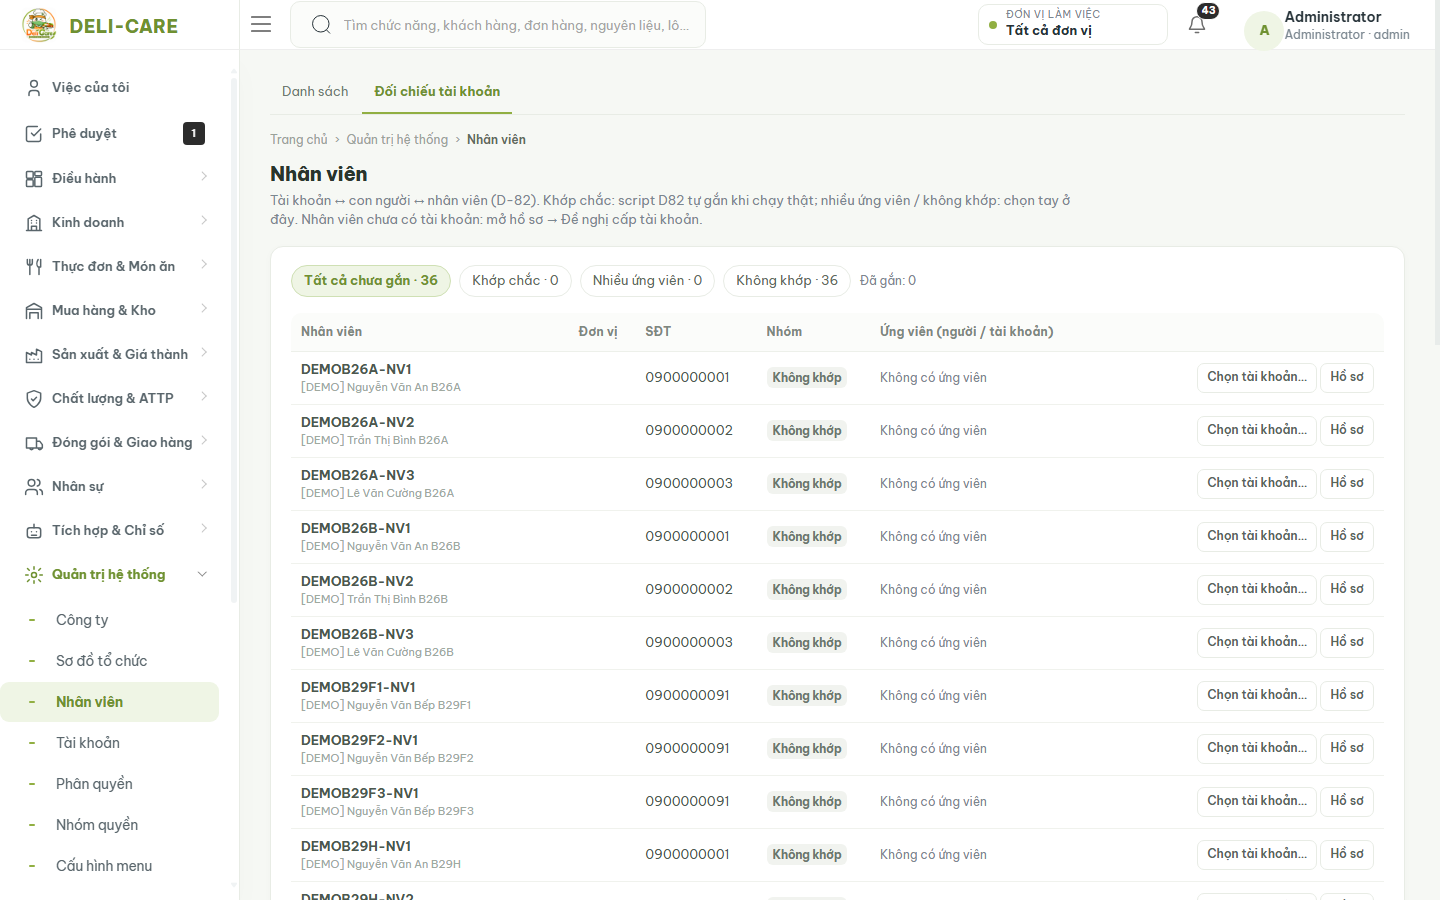 DELI-CARE
Tìm chức năng, khách hàng, đơn hàng, nguyên liệu, lô...
ĐƠN VỊ LÀM VIỆC
Tất cả đơn vị
43
A
Administrator
Administrator · admin
Việc của tôi
Phê duyệt
1
Điều hành
Kinh doanh
Thực đơn & Món ăn
Mua hàng & Kho
Sản xuất & Giá thành
Chất lượng & ATTP
Đóng gói & Giao hàng
Nhân sự
Tích hợp & Chỉ số
Quản trị hệ thống
- Công ty
- Sơ đồ tổ chức
- Nhân viên
- Tài khoản
- Phân quyền
- Nhóm quyền
- Cấu hình menu
Danh sách
Đối chiếu tài khoản
Trang chủ › Quản trị hệ thống › Nhân viên
Nhân viên
Tài khoản ↔ con người ↔ nhân viên (D-82). Khớp chắc: script D82 tự gắn khi chạy thật; nhiều ứng viên / không khớp: chọn tay ở
đây. Nhân viên chưa có tài khoản: mở hồ sơ → Đề nghị cấp tài khoản.
Tất cả chưa gắn · 36
Khớp chắc · 0
Nhiều ứng viên · 0
Không khớp · 36
Đã gắn: 0
Nhân viên Đơn vị SĐT Nhóm Ứng viên (người / tài khoản)
DEMOB26A-NV1
[DEMO] Nguyễn Văn An B26A
0900000001 Không khớp Không có ứng viên Chọn tài khoản... Hồ sơ
DEMOB26A-NV2
[DEMO] Trần Thị Bình B26A
0900000002 Không khớp Không có ứng viên Chọn tài khoản... Hồ sơ
DEMOB26A-NV3
[DEMO] Lê Văn Cường B26A
0900000003 Không khớp Không có ứng viên Chọn tài khoản... Hồ sơ
DEMOB26B-NV1
[DEMO] Nguyễn Văn An B26B
0900000001 Không khớp Không có ứng viên Chọn tài khoản... Hồ sơ
DEMOB26B-NV2
[DEMO] Trần Thị Bình B26B
0900000002 Không khớp Không có ứng viên Chọn tài khoản... Hồ sơ
DEMOB26B-NV3
[DEMO] Lê Văn Cường B26B
0900000003 Không khớp Không có ứng viên Chọn tài khoản... Hồ sơ
DEMOB29F1-NV1
[DEMO] Nguyễn Văn Bếp B29F1
0900000091 Không khớp Không có ứng viên Chọn tài khoản... Hồ sơ
DEMOB29F2-NV1
[DEMO] Nguyễn Văn Bếp B29F2
0900000091 Không khớp Không có ứng viên Chọn tài khoản... Hồ sơ
DEMOB29F3-NV1
[DEMO] Nguyễn Văn Bếp B29F3
0900000091 Không khớp Không có ứng viên Chọn tài khoản... Hồ sơ
DEMOB29H-NV1
[DEMO] Nguyễn Văn An B29H
0900000001 Không khớp Không có ứng viên Chọn tài khoản... Hồ sơ
DEMOB29H-NV2